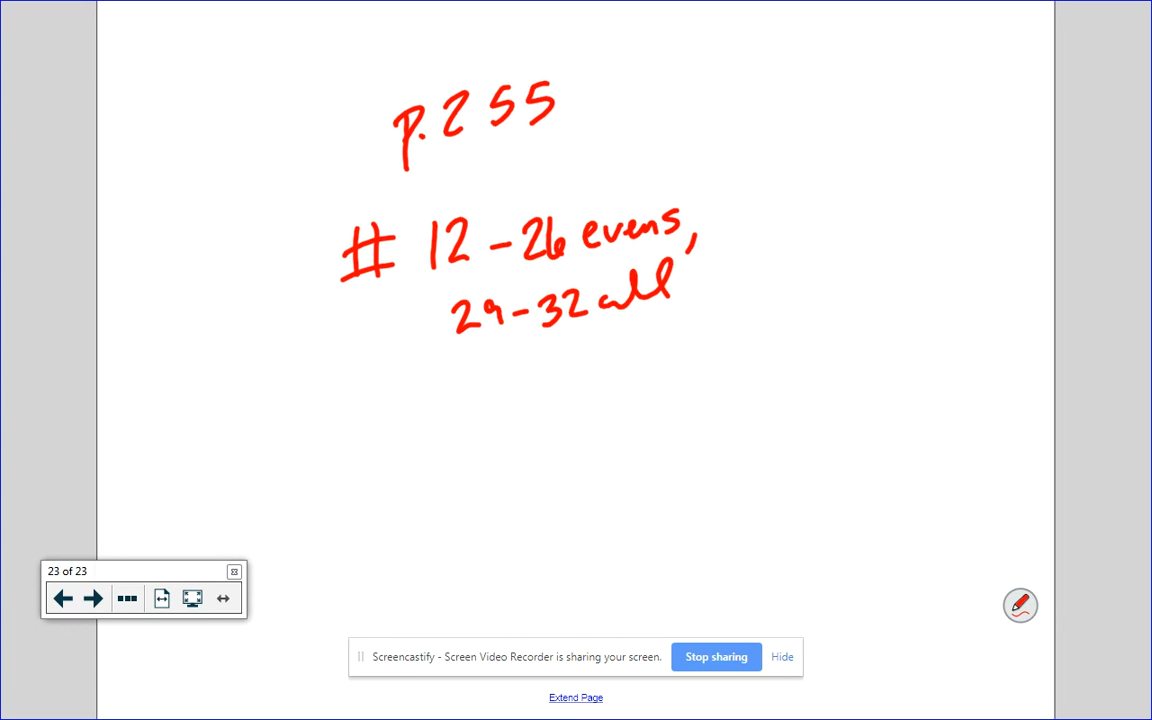 p. 255
# 12-26 evens,
29-32 all
23 of 23
Screencastify - Screen Video Recorder is sharing your screen. Stop sharing Hide
Extend Page